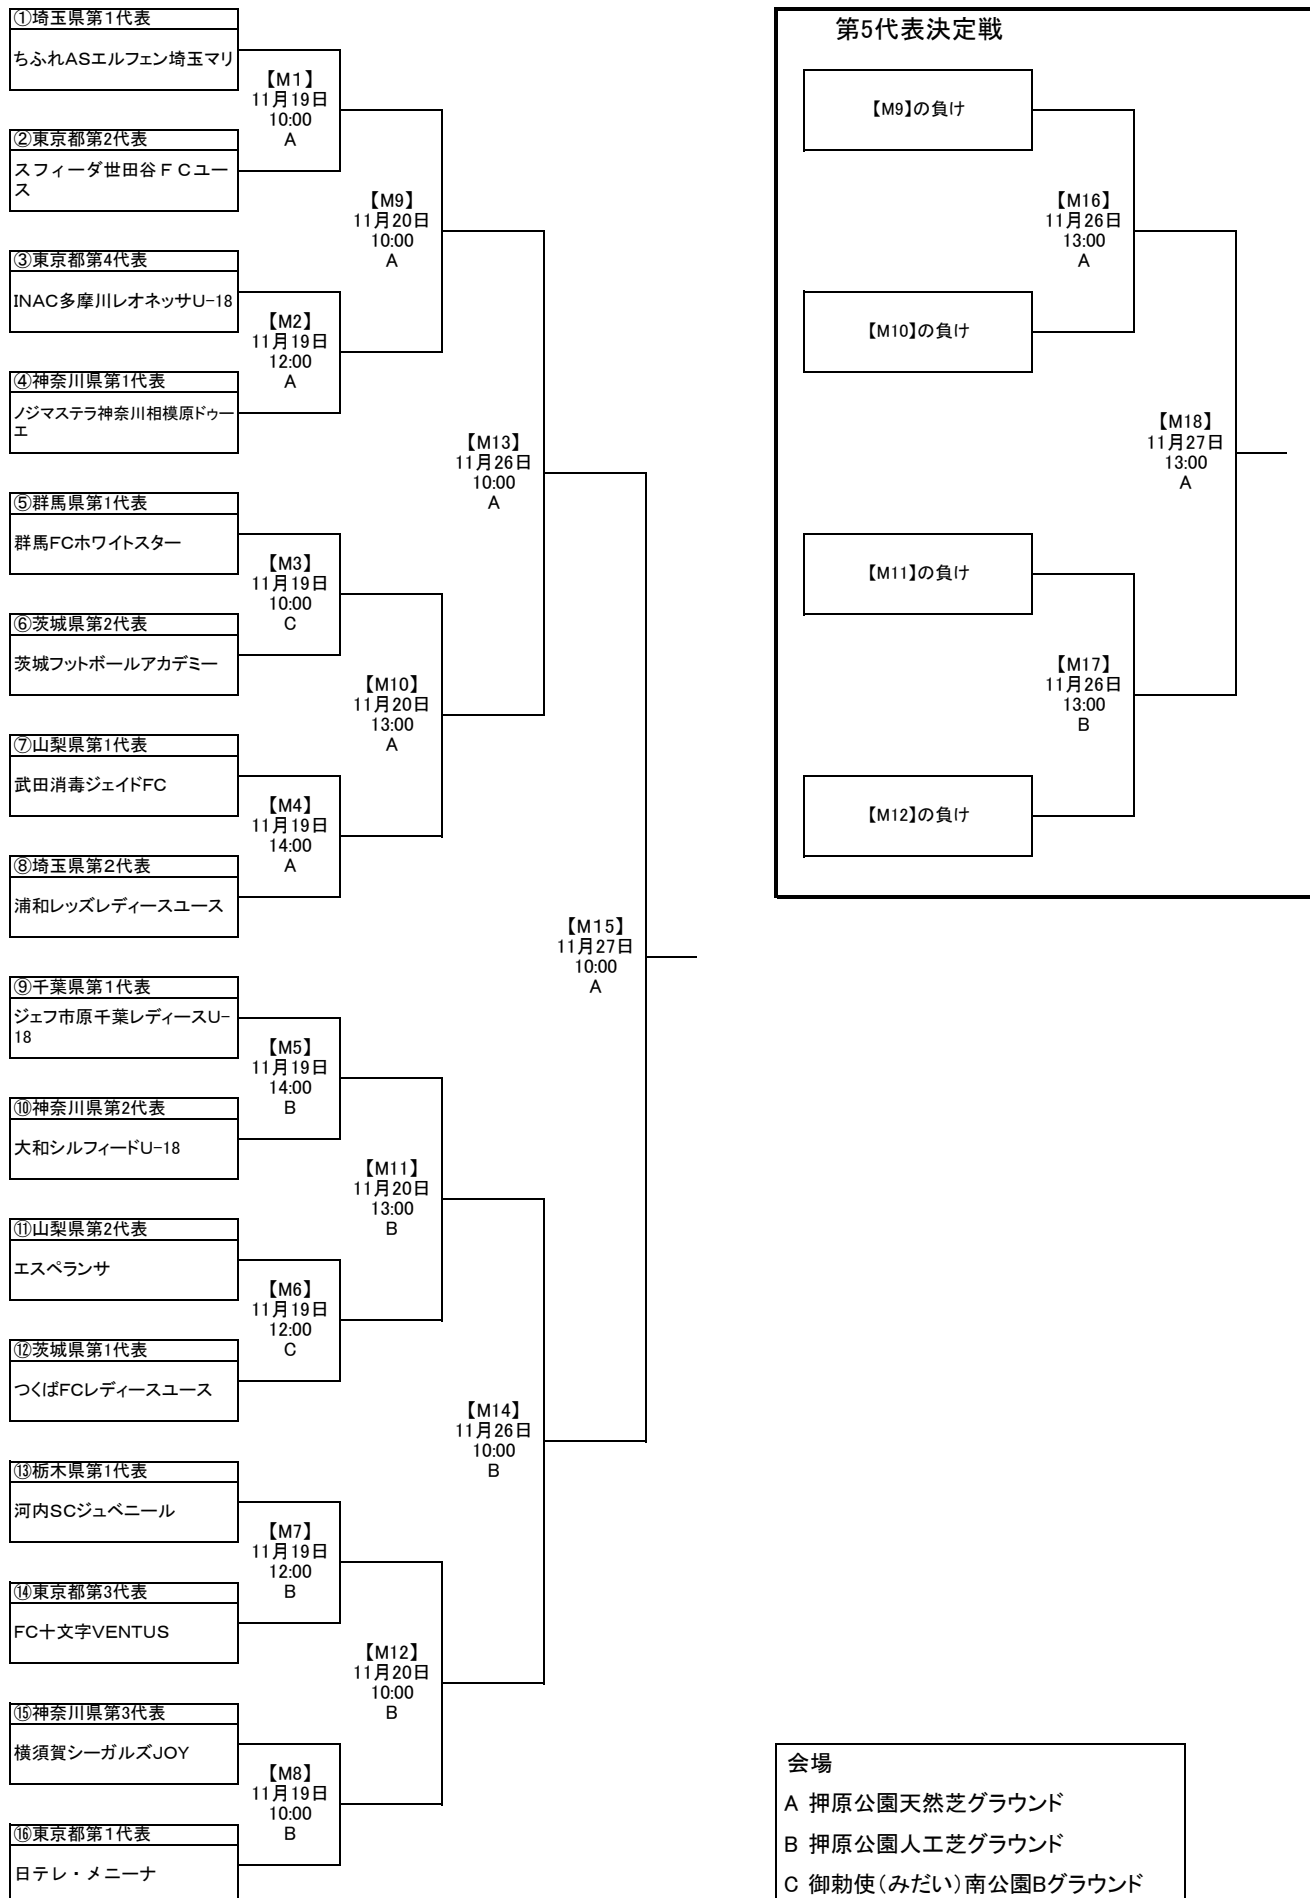 ①埼玉県第1代表
ちふれASエルフェン埼玉マリ
【M1】
11月19日
10:00
A
②東京都第2代表
スフィーダ世田谷ＦＣユー
ス
【M9】
11月20日
10:00
A
③東京都第4代表
INAC多摩川レオネッサU-18
【M2】
11月19日
12:00
A
④神奈川県第1代表
ノジマステラ神奈川相模原ドゥー
エ
【M13】
11月26日
10:00
A
⑤群馬県第1代表
群馬FCホワイトスター
【M3】
11月19日
10:00
C
⑥茨城県第2代表
茨城フットボールアカデミー
【M10】
11月20日
13:00
A
⑦山梨県第1代表
武田消毒ジェイドFC
【M4】
11月19日
14:00
A
⑧埼玉県第2代表
浦和レッズレディースユース
【M15】
11月27日
10:00
A
⑨千葉県第1代表
ジェフ市原千葉レディースU-
18
【M5】
11月19日
14:00
B
⑩神奈川県第2代表
大和シルフィードU-18
【M11】
11月20日
13:00
B
⑪山梨県第2代表
エスペランサ
【M6】
11月19日
12:00
C
⑫茨城県第1代表
つくばFCレディースユース
【M14】
11月26日
10:00
B
⑬栃木県第1代表
河内SCジュベニール
【M7】
11月19日
12:00
B
⑭東京都第3代表
FC十文字VENTUS
【M12】
11月20日
10:00
B
⑮神奈川県第3代表
横須賀シーガルズJOY
【M8】
11月19日
10:00
B
⑯東京都第1代表
日テレ・メニーナ
第5代表決定戦
【M9】の負け
【M16】
11月26日
13:00
A
【M10】の負け
【M18】
11月27日
13:00
A
【M11】の負け
【M17】
11月26日
13:00
B
【M12】の負け
会場
A 押原公園天然芝グラウンド
B 押原公園人工芝グラウンド
C 御勅使（みだい）南公園Bグラウンド